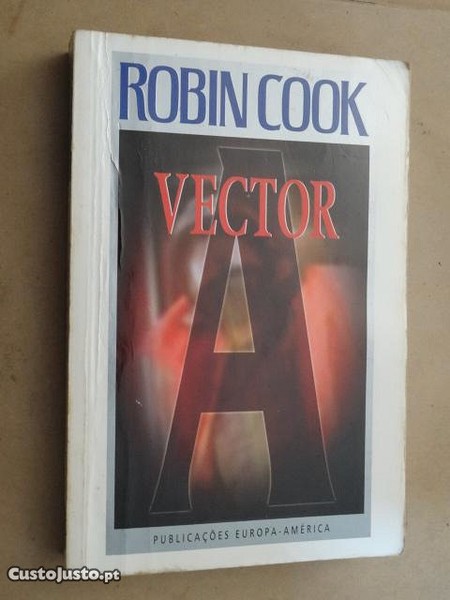 ROBIN COOK
VECTOR
A
PUBLICAÇÕES EUROPA-AMÉRICA
CustoJusto.pt